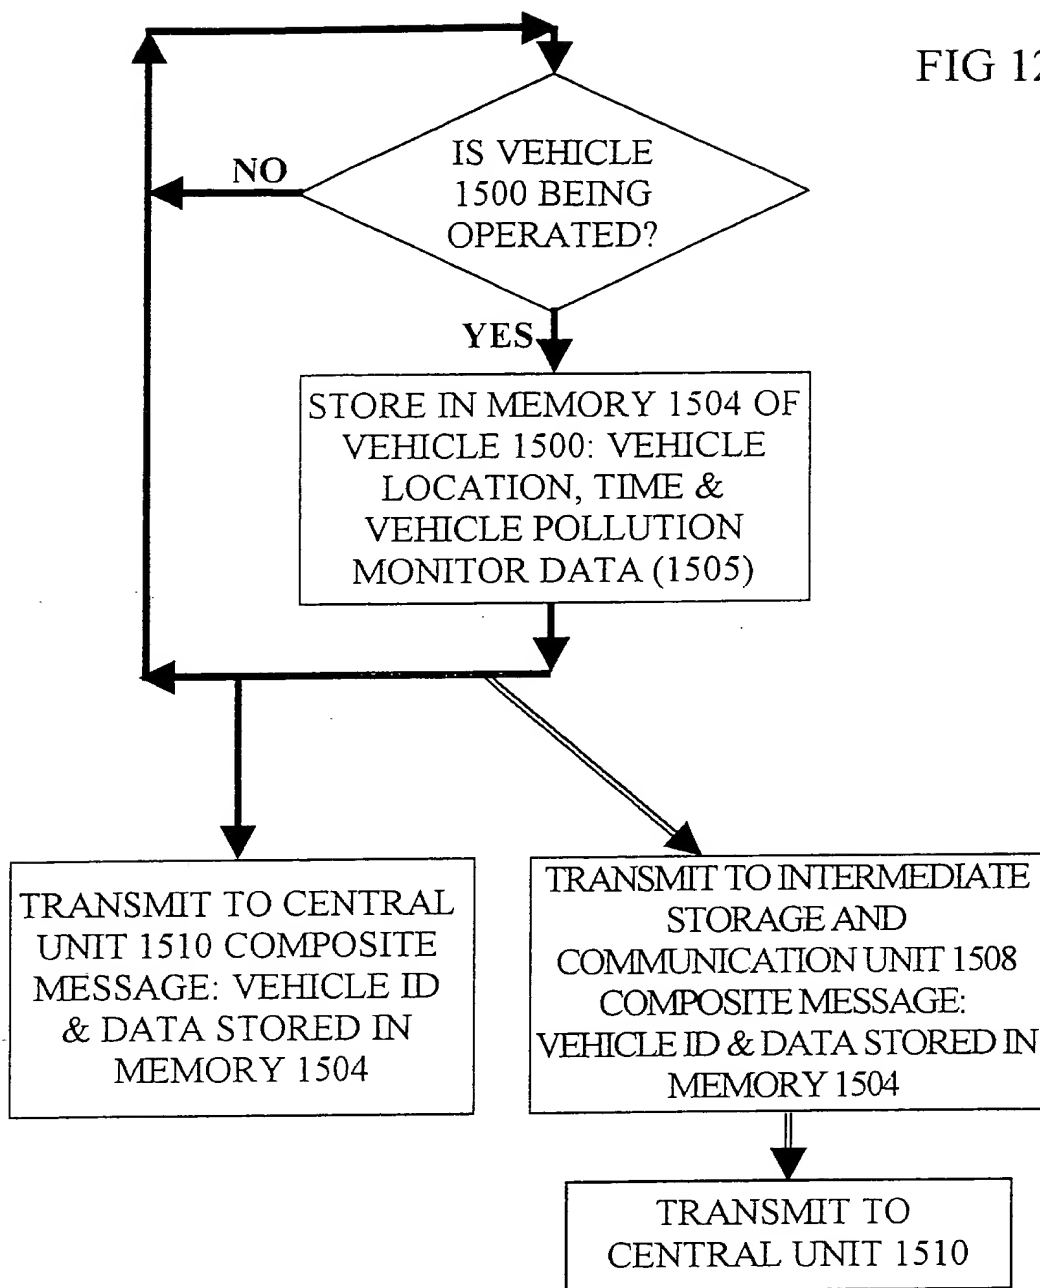 FIG 12
IS VEHICLE
1500 BEING
OPERATED?
NO
YES
STORE IN MEMORY 1504 OF
VEHICLE 1500: VEHICLE
LOCATION, TIME &
VEHICLE POLLUTION
MONITOR DATA (1505)
TRANSMIT TO CENTRAL
UNIT 1510 COMPOSITE
MESSAGE: VEHICLE ID
& DATA STORED IN
MEMORY 1504
TRANSMIT TO INTERMEDIATE
STORAGE AND
COMMUNICATION UNIT 1508
COMPOSITE MESSAGE:
VEHICLE ID & DATA STORED IN
MEMORY 1504
TRANSMIT TO
CENTRAL UNIT 1510